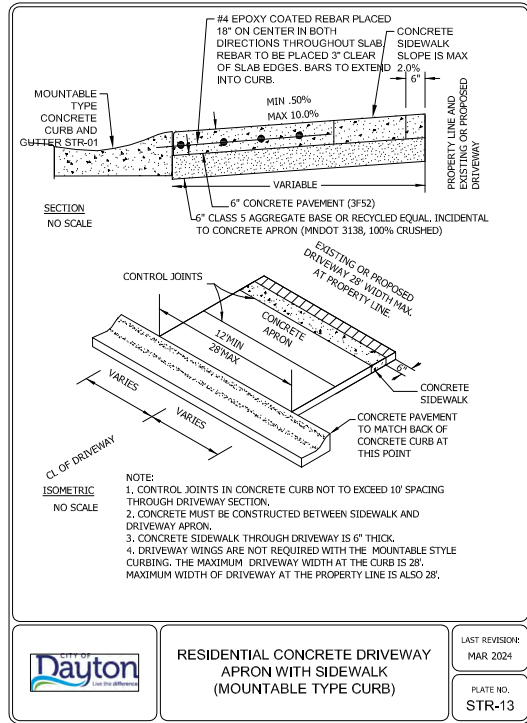 #4 EPOXY COATED REBAR PLACED
18" ON CENTER IN BOTH
DIRECTIONS THROUGHOUT SLAB.
REBAR TO BE PLACED 3" CLEAR
OF SLAB EDGES. BARS TO EXTEND
INTO CURB.
CONCRETE
SIDEWALK
SLOPE IS MAX
2.0%
6"
MOUNTABLE
TYPE
CONCRETE
CURB AND
GUTTER STR-01
MIN .50%
MAX 10.0%
PROPERTY LINE AND
EXISTING OR PROPOSED
DRIVEWAY
VARIABLE
SECTION
NO SCALE
6" CONCRETE PAVEMENT (3F52)
6" CLASS 5 AGGREGATE BASE OR RECYCLED EQUAL. INCIDENTAL
TO CONCRETE APRON (MNDOT 3138, 100% CRUSHED)
EXISTING OR PROPOSED
DRIVEWAY 28' WIDTH MAX.
AT PROPERTY LINE.
CONTROL JOINTS
CONCRETE
APRON
12'MIN
28'MAX
6"
CONCRETE
SIDEWALK
VARIES
VARIES
CONCRETE PAVEMENT
TO MATCH BACK OF
CONCRETE CURB AT
THIS POINT
CL OF DRIVEWAY
ISOMETRIC
NO SCALE
NOTE:
1. CONTROL JOINTS IN CONCRETE CURB NOT TO EXCEED 10' SPACING
THROUGH DRIVEWAY SECTION.
2. CONCRETE MUST BE CONSTRUCTED BETWEEN SIDEWALK AND
DRIVEWAY APRON.
3. CONCRETE SIDEWALK THROUGH DRIVEWAY IS 6" THICK.
4. DRIVEWAY WINGS ARE NOT REQUIRED WITH THE MOUNTABLE STYLE
CURBING. THE MAXIMUM DRIVEWAY WIDTH AT THE CURB IS 28'.
MAXIMUM WIDTH OF DRIVEWAY AT THE PROPERTY LINE IS ALSO 28'.
CITY OF
Dayton
Live the difference
RESIDENTIAL CONCRETE DRIVEWAY
APRON WITH SIDEWALK
(MOUNTABLE TYPE CURB)
LAST REVISION:
MAR 2024
PLATE NO.
STR-13